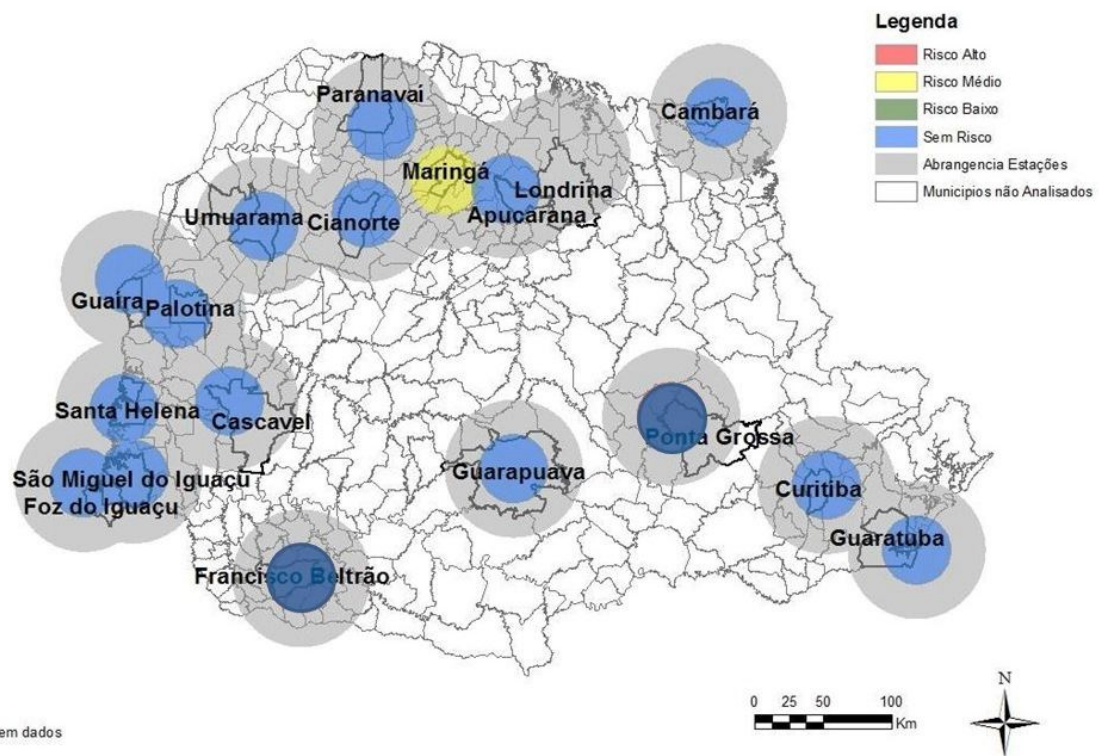 Legenda
Risco Alto
Risco Médio
Risco Baixo
Sem Risco
Abrangencia Estações
Municipios não Analisados
Paranavaí
Cambará
Maringá
Londrina
Apucarana
Umuarama
Cianorte
Guaíra
Palotina
Santa Helena
Cascavel
São Miguel do Iguaçu
Foz do Iguaçu
Guarapuava
Ponta Grossa
Curitiba
Guaratuba
Francisco Beltrão
0 25 50 100
Km
N
em dados